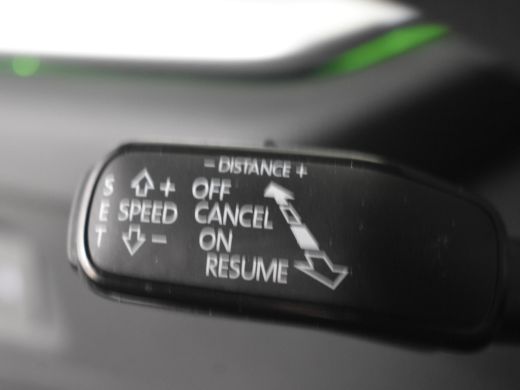 - DISTANCE +
S + OFF
E SPEED CANCEL
T - ON
RESUME